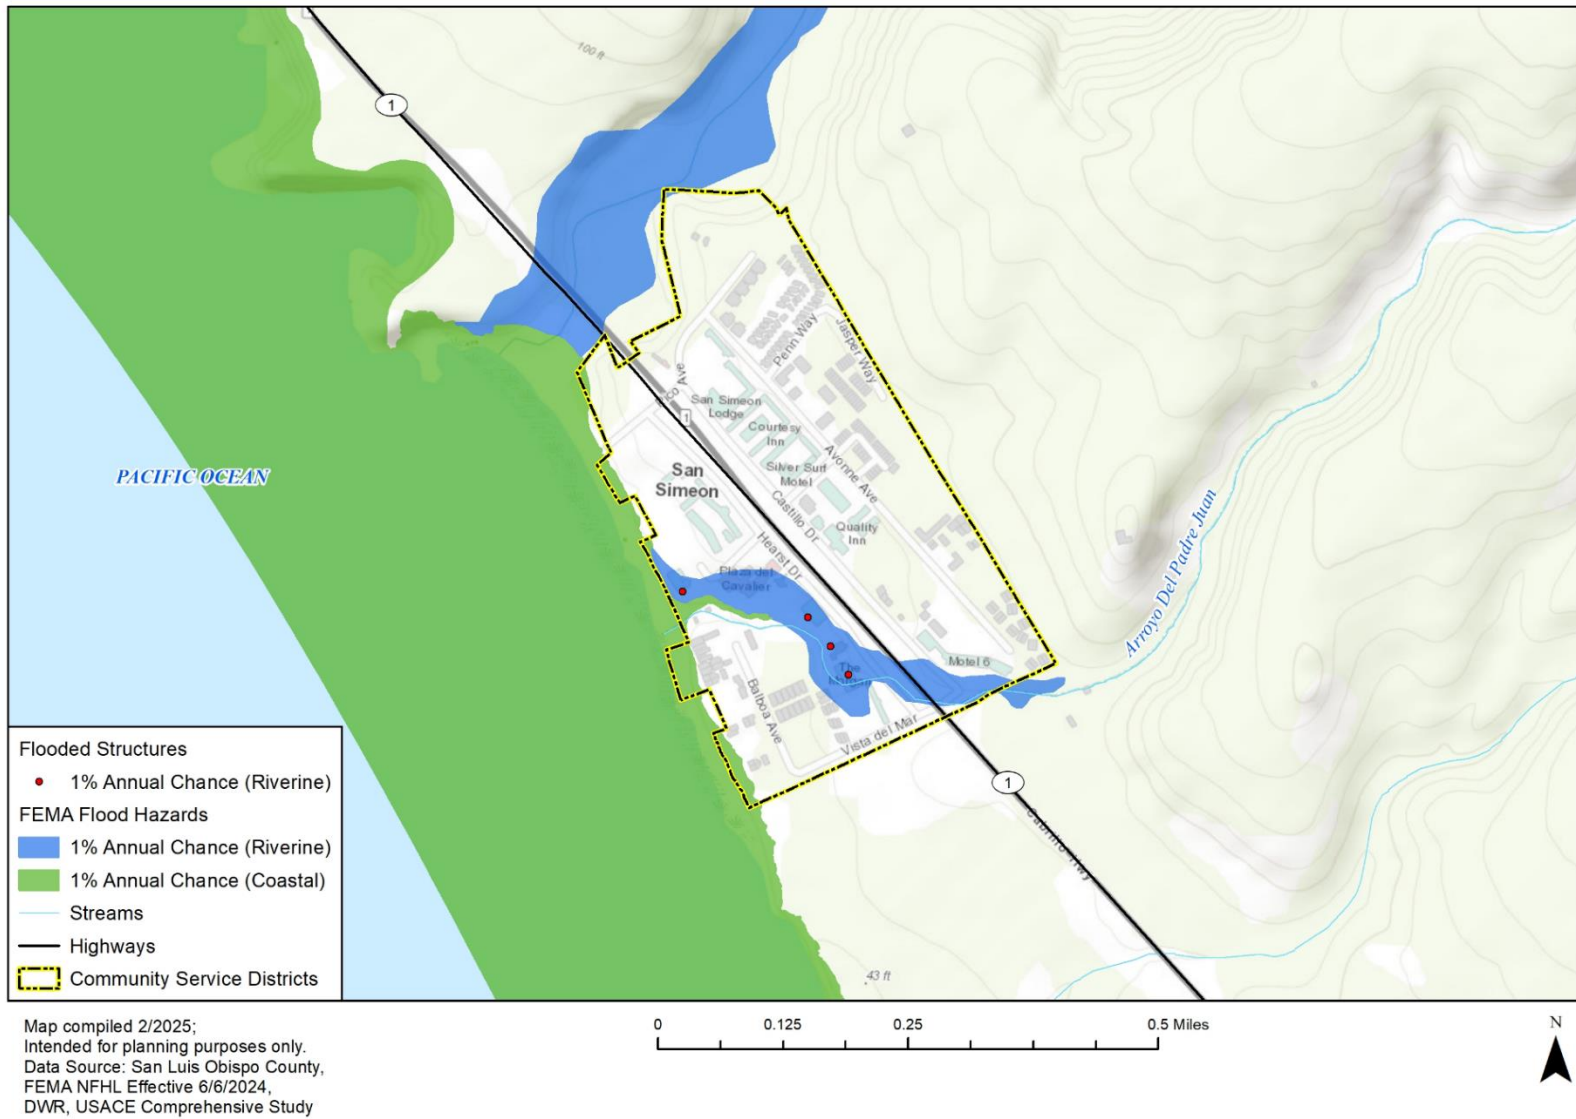 100 ft
1
PACIFIC OCEAN
Pico Ave
1
San Simeon
Lodge
Penn Way
Jasper Way
Courtesy
Inn
Silver Surf
Motel
Avonne Ave
Castillo Dr
Quality
Inn
San
Simeon
Hearst Dr
Plaza del
Cavalier
Arroyo Del Padre Juan
Motel 6
The
Balboa Ave
Vista del Mar
1
Cabrillo Hwy
43 ft
Flooded Structures
1% Annual Chance (Riverine)
FEMA Flood Hazards
1% Annual Chance (Riverine)
1% Annual Chance (Coastal)
Streams
Highways
Community Service Districts
Map compiled 2/2025;
Intended for planning purposes only.
Data Source: San Luis Obispo County,
FEMA NFHL Effective 6/6/2024,
DWR, USACE Comprehensive Study
0 0.125 0.25 0.5 Miles
N